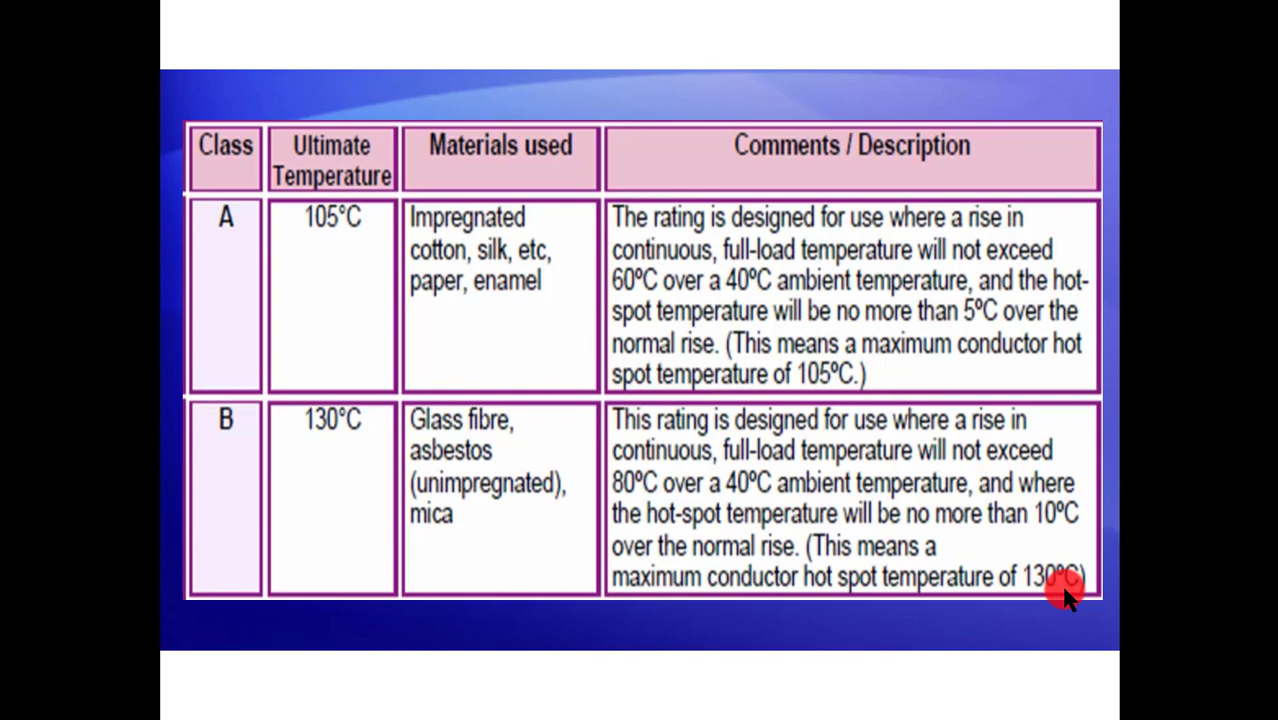 Class
Ultimate
Temperature
Materials used
Comments / Description
A
105°C
Impregnated
cotton, silk, etc,
paper, enamel
The rating is designed for use where a rise in
continuous, full-load temperature will not exceed
60ºC over a 40ºC ambient temperature, and the hot-
spot temperature will be no more than 5ºC over the
normal rise. (This means a maximum conductor hot
spot temperature of 105ºC.)
B
130°C
Glass fibre,
asbestos
(unimpregnated),
mica
This rating is designed for use where a rise in
continuous, full-load temperature will not exceed
80ºC over a 40ºC ambient temperature, and where
the hot-spot temperature will be no more than 10ºC
over the normal rise. (This means a
maximum conductor hot spot temperature of 130ºC)